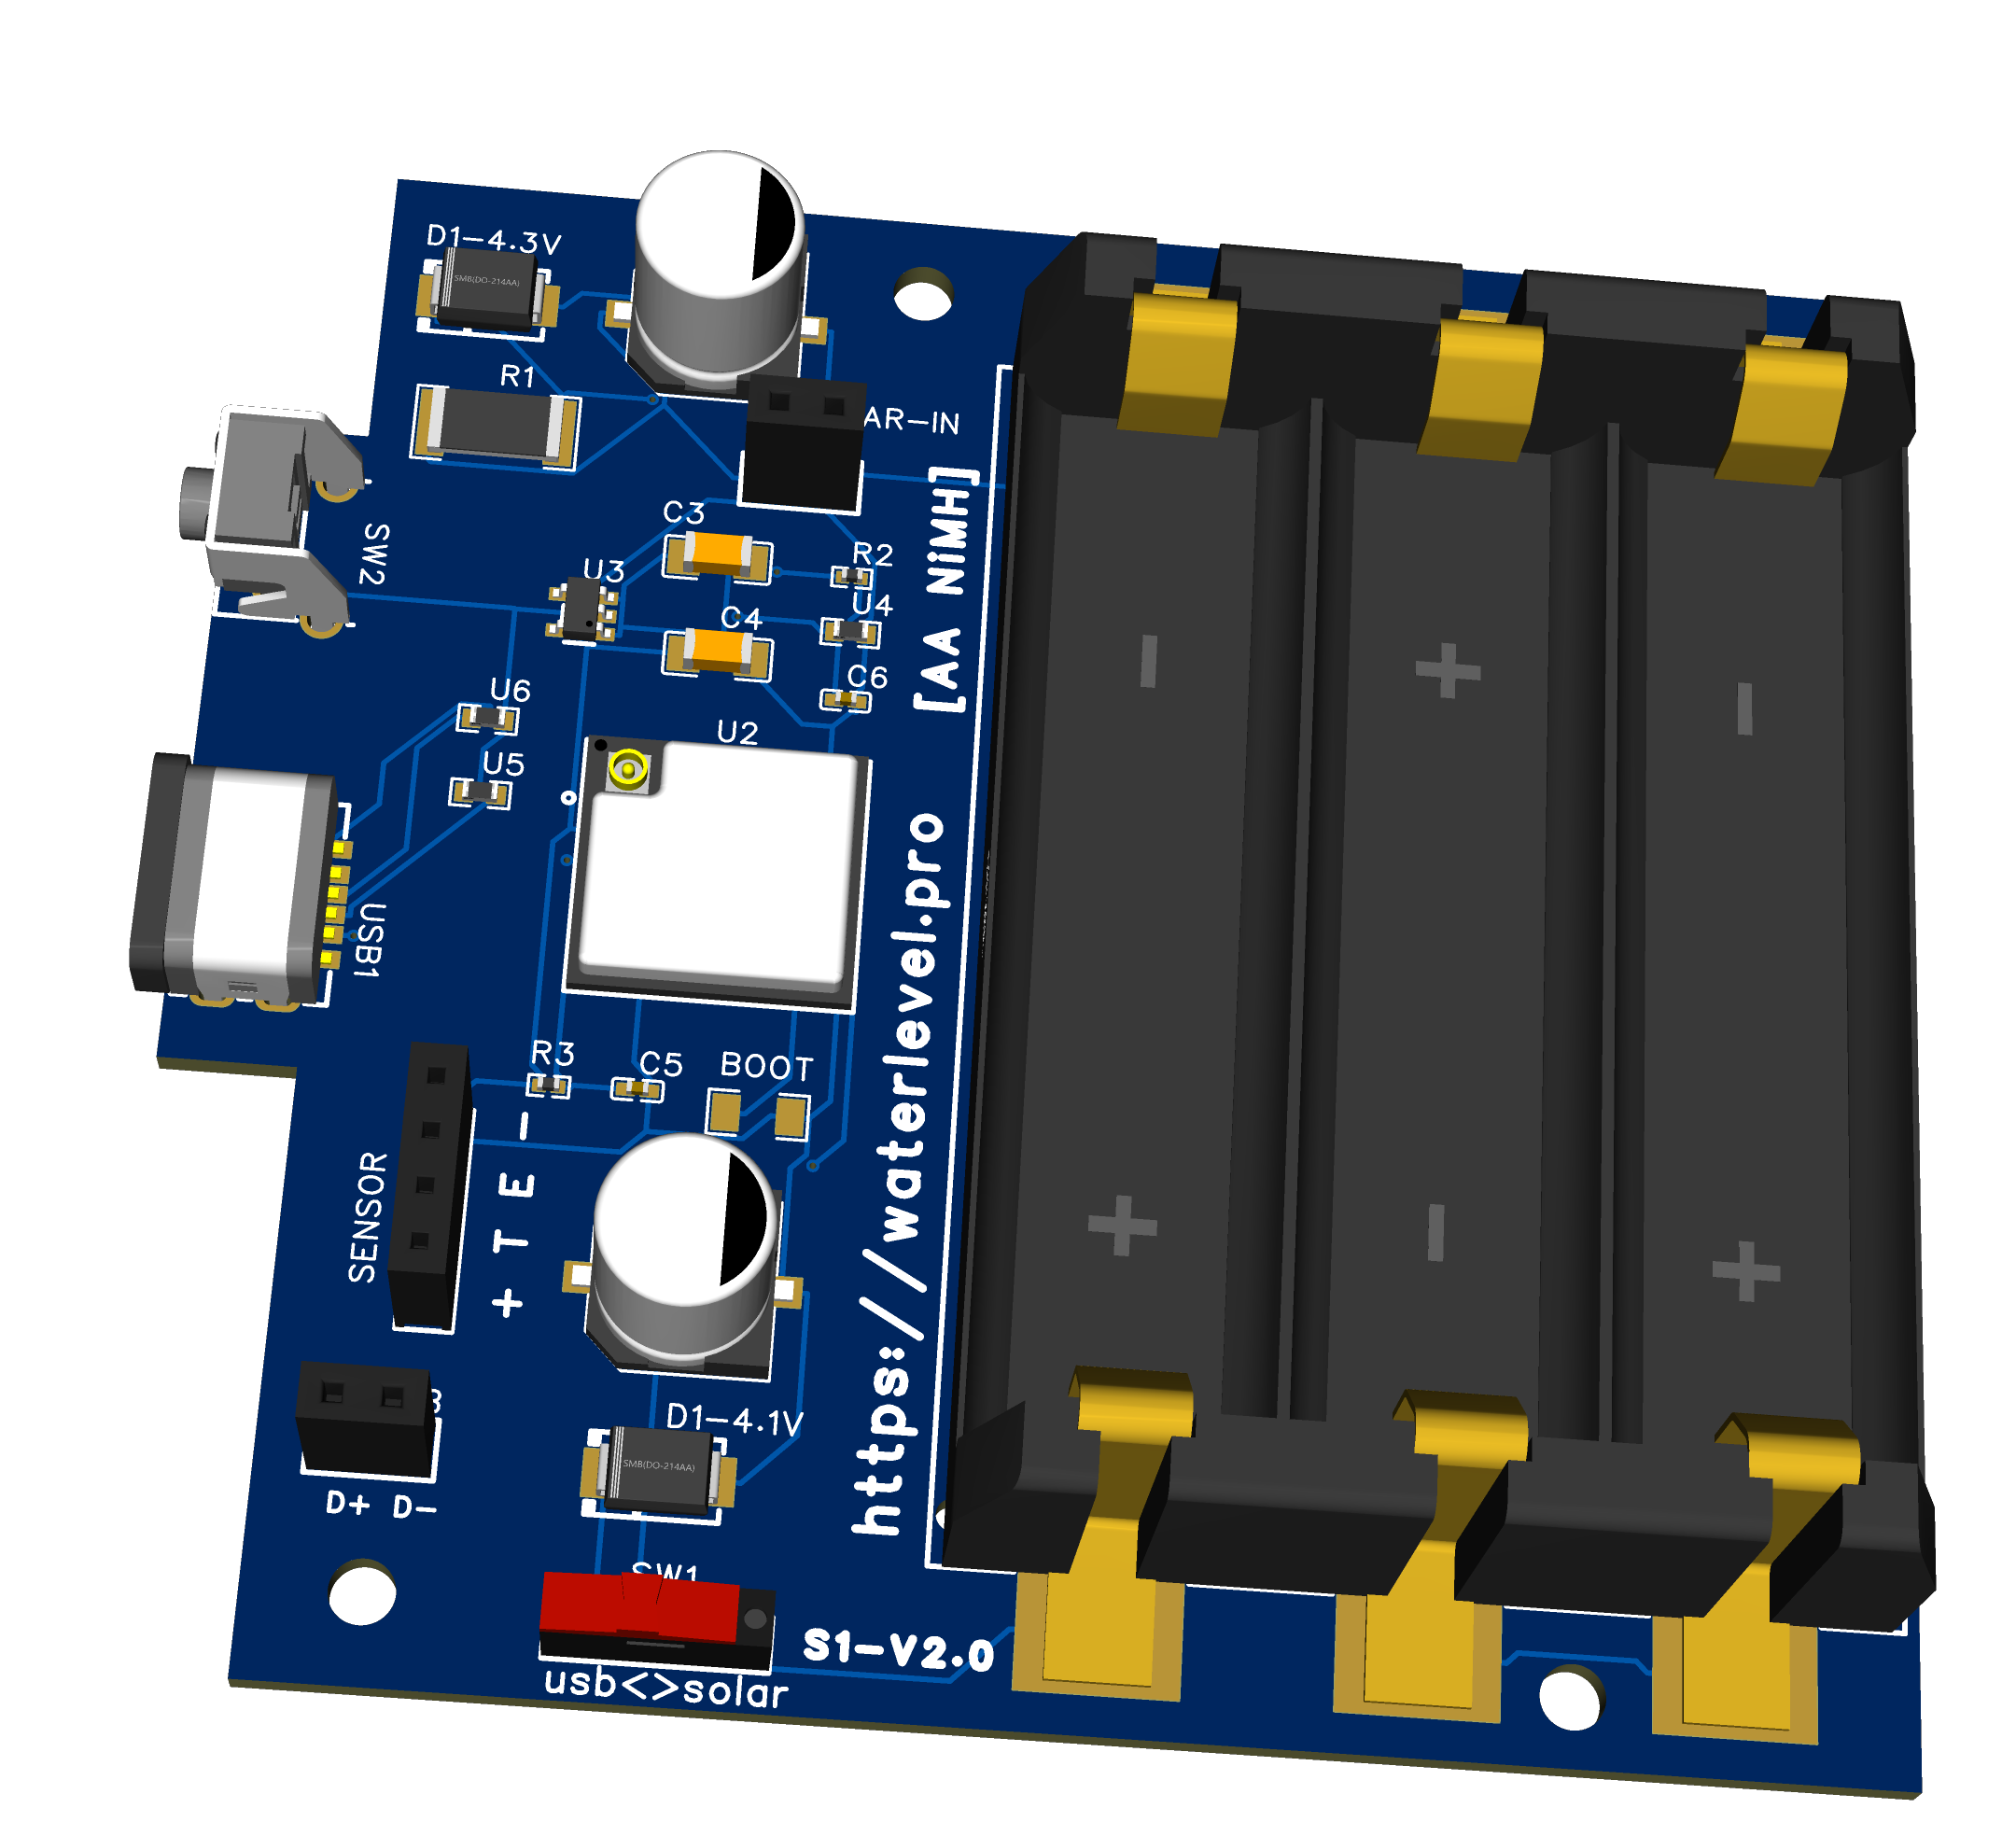 D1-4.3V
SMB(DO-214AA)
R1
AR-IN
SW2
C3
R2
U3
U4
C4
C6
[AA NiMH]
U6
U2
U5
USB1
https://waterlevel.pro
R3
C5
BOOT
SENSOR
- E T +
D1-4.1V
SMB(DO-214AA)
D+ D-
SW1
S1-V2.0
usb<>solar
- + -
+ - +